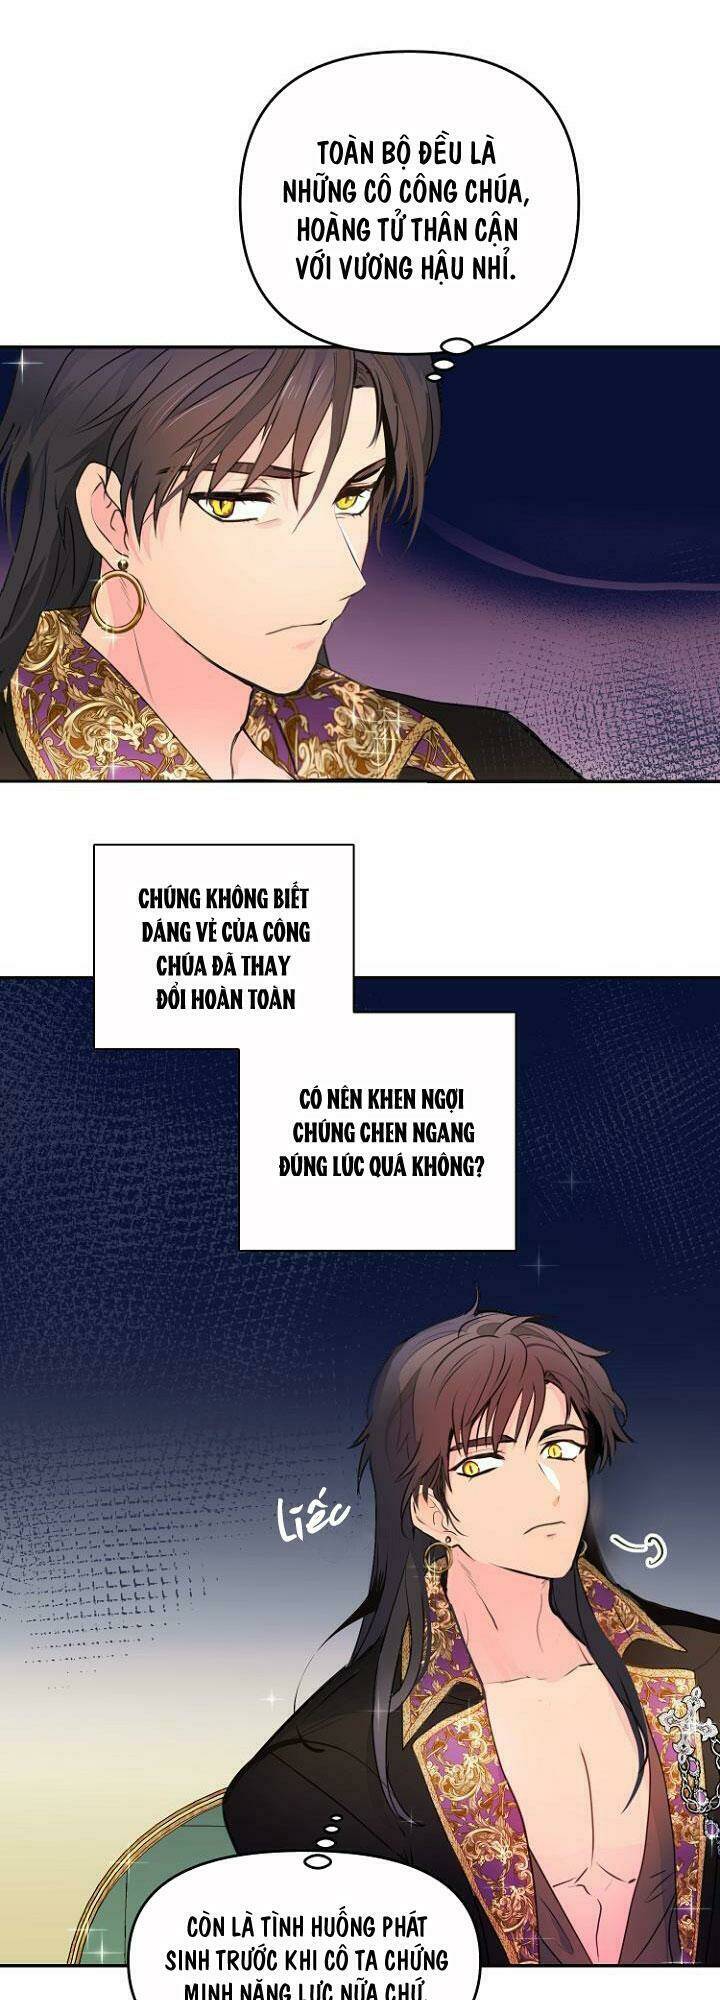 TOÀN BỘ ĐỀU LÀ
NHỮNG CÔ CÔNG CHÚA,
HOÀNG TỬ THÂN CẬN
VỚI VƯƠNG HẬU NHỈ.
CHÚNG KHÔNG BIẾT
DÁNG VẺ CỦA CÔNG
CHÚA ĐÃ THAY
ĐỔI HOÀN TOÀN
CÓ NÊN KHEN NGỢI
CHÚNG CHEN NGANG
ĐÚNG LÚC QUÁ KHÔNG?
LIẾC
CÒN LÀ TÌNH HUỐNG PHÁT
SINH TRƯỚC KHI CÔ TA CHỨNG
MINH NĂNG LỰC NỮA CHỨ.